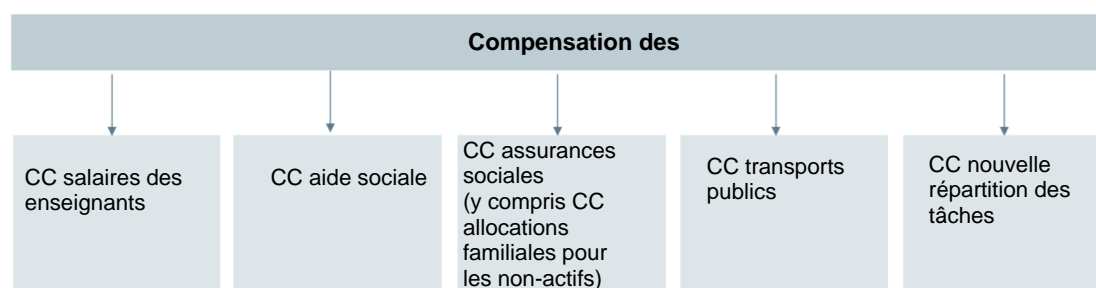 Compensation des
CC salaires des
enseignants
CC aide sociale
CC assurances
sociales
(y compris CC
allocations
familiales pour
les non-actifs)
CC transports
publics
CC nouvelle
répartition des
tâches